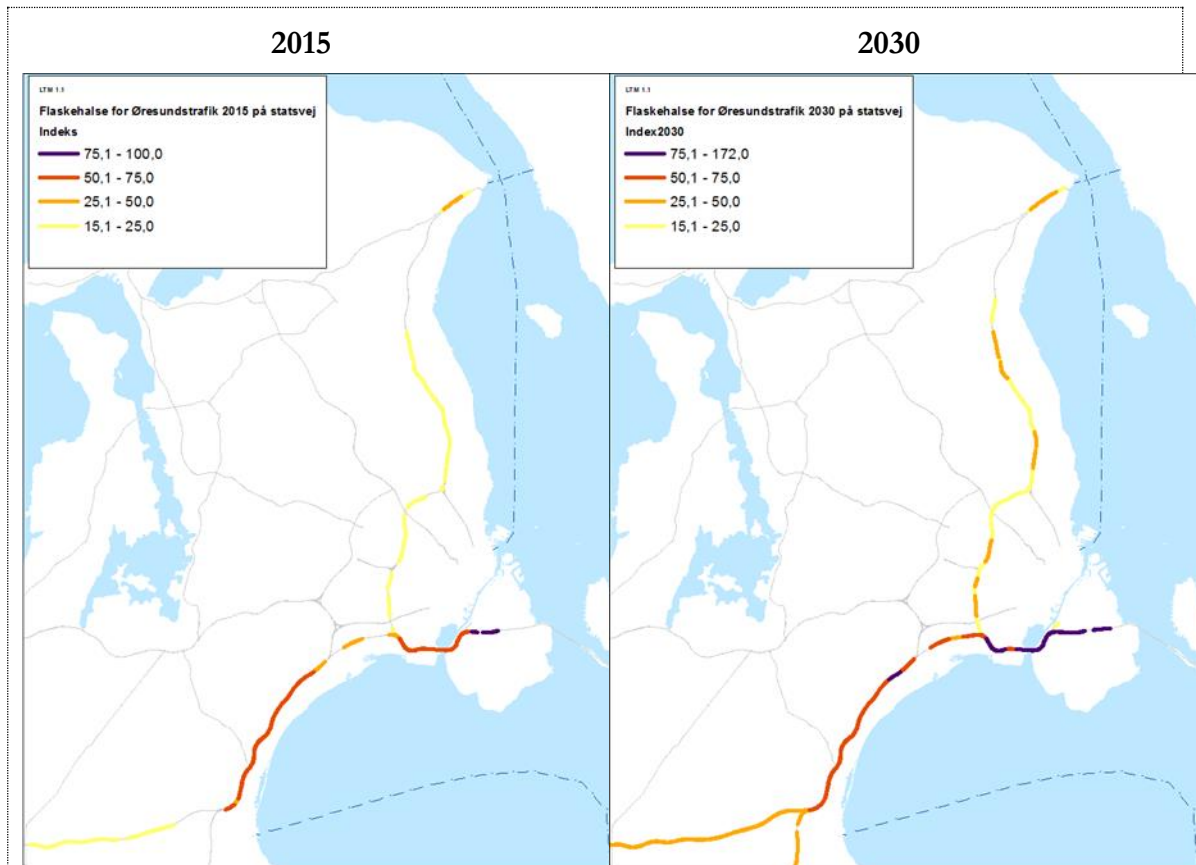 2015
2030
LTM 1.1
Flaskehalse for Øresundstrafik 2015 på statsvej
Indeks
75,1 - 100,0
50,1 - 75,0
25,1 - 50,0
15,1 - 25,0
LTM 1.1
Flaskehalse for Øresundstrafik 2030 på statsvej
Index2030
75,1 - 172,0
50,1 - 75,0
25,1 - 50,0
15,1 - 25,0